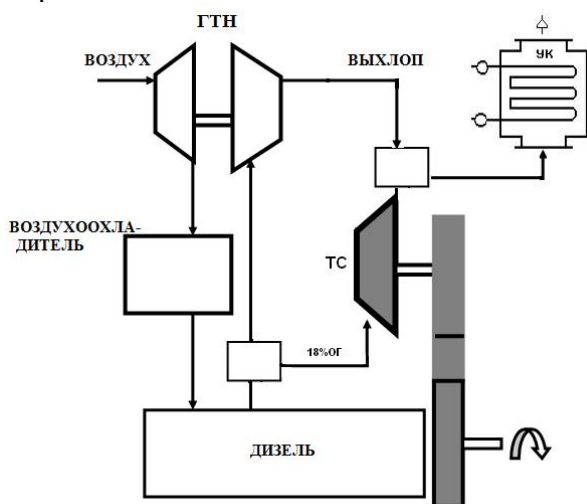 ГТН
ВОЗДУХ
ВЫХЛОП
УК
ВОЗДУХООХЛА-
ДИТЕЛЬ
ТС
18%ОГ
ДИЗЕЛЬ